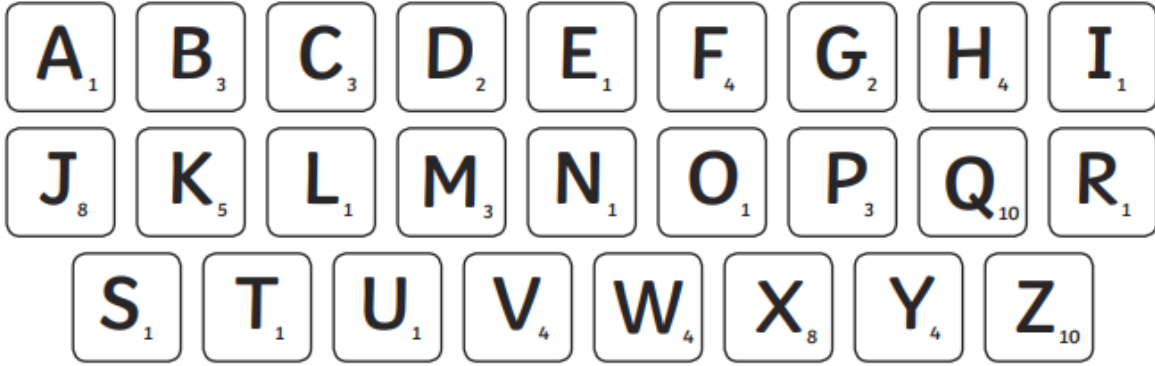 A1 B3 C3 D2 E1 F4 G2 H4 I1
J8 K5 L1 M3 N1 O1 P3 Q10 R1
S1 T1 U1 V4 W4 X8 Y4 Z10